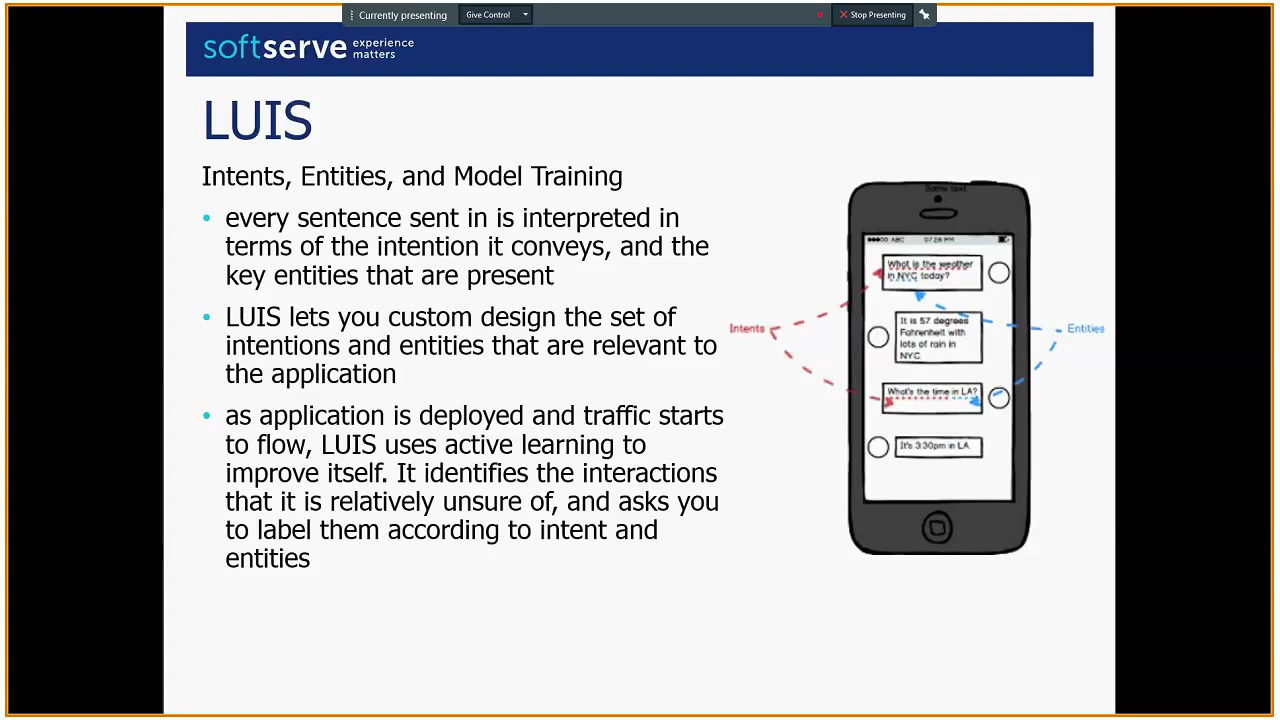 Currently presenting
Give Control
Stop Presenting
softserve experience
matters
LUIS
Intents, Entities, and Model Training
• every sentence sent in is interpreted in
terms of the intention it conveys, and the
key entities that are present
• LUIS lets you custom design the set of
intentions and entities that are relevant to
the application
• as application is deployed and traffic starts
to flow, LUIS uses active learning to
improve itself. It identifies the interactions
that it is relatively unsure of, and asks you
to label them according to intent and
entities
Some text
ABC 07:26 PM
What is the weather
in NYC today?
Intents
It is 57 degrees
Fahrenheit with
lots of rain in
NYC
Entities
What's the time in LA?
It's 3:30pm in LA.